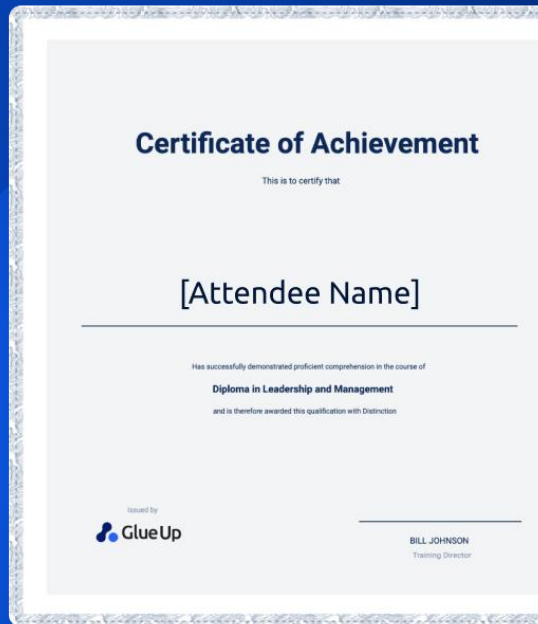 Certificate of Achievement
This is to certify that
[Attendee Name]
Has successfully demonstrated proficient comprehension in the course of
Diploma in Leadership and Management
and is therefore awarded this qualification with Distinction
Issued by
Glue Up
BILL JOHNSON
Training Director